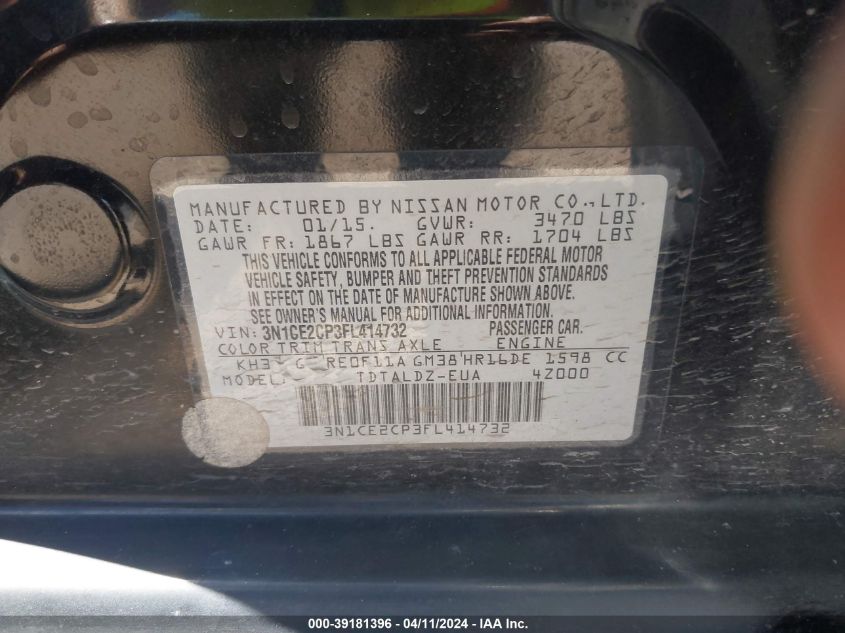 MANUFACTURED BY NISSAN MOTOR CO.,LTD.
DATE: 01/15. GVWR: 3470 LBS
GAWR FR: 1867 LBS GAWR RR: 1704 LBS
THIS VEHICLE CONFORMS TO ALL APPLICABLE FEDERAL MOTOR
VEHICLE SAFETY, BUMPER AND THEFT PREVENTION STANDARDS
IN EFFECT ON THE DATE OF MANUFACTURE SHOWN ABOVE.
SEE OWNER'S MANUAL FOR ADDITIONAL INFORMATION.
VIN: 3N1CE2CP3FL414732 PASSENGER CAR.
COLOR TRIM TRANS AXLE ENGINE
KH3 G RE0F11A GM38 HR16DE 1598 CC
MODEL: TDTALDZ-EUA 4Z000
3N1CE2CP3FL414732
000-39181396 - 04/11/2024 - IAA, Inc.